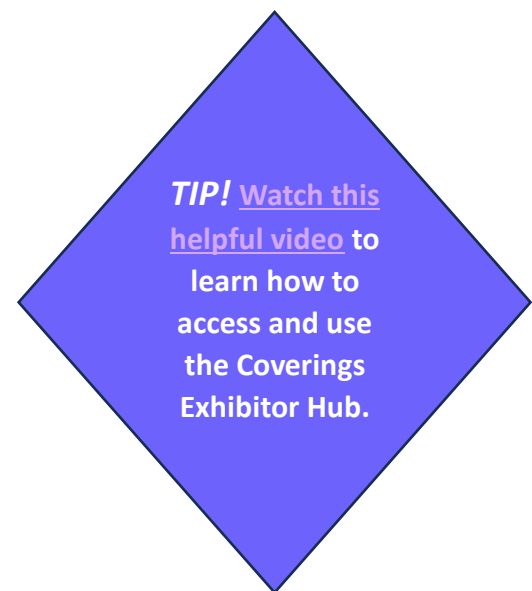 TIP! Watch this
helpful video to
learn how to
access and use
the Coverings
Exhibitor Hub.